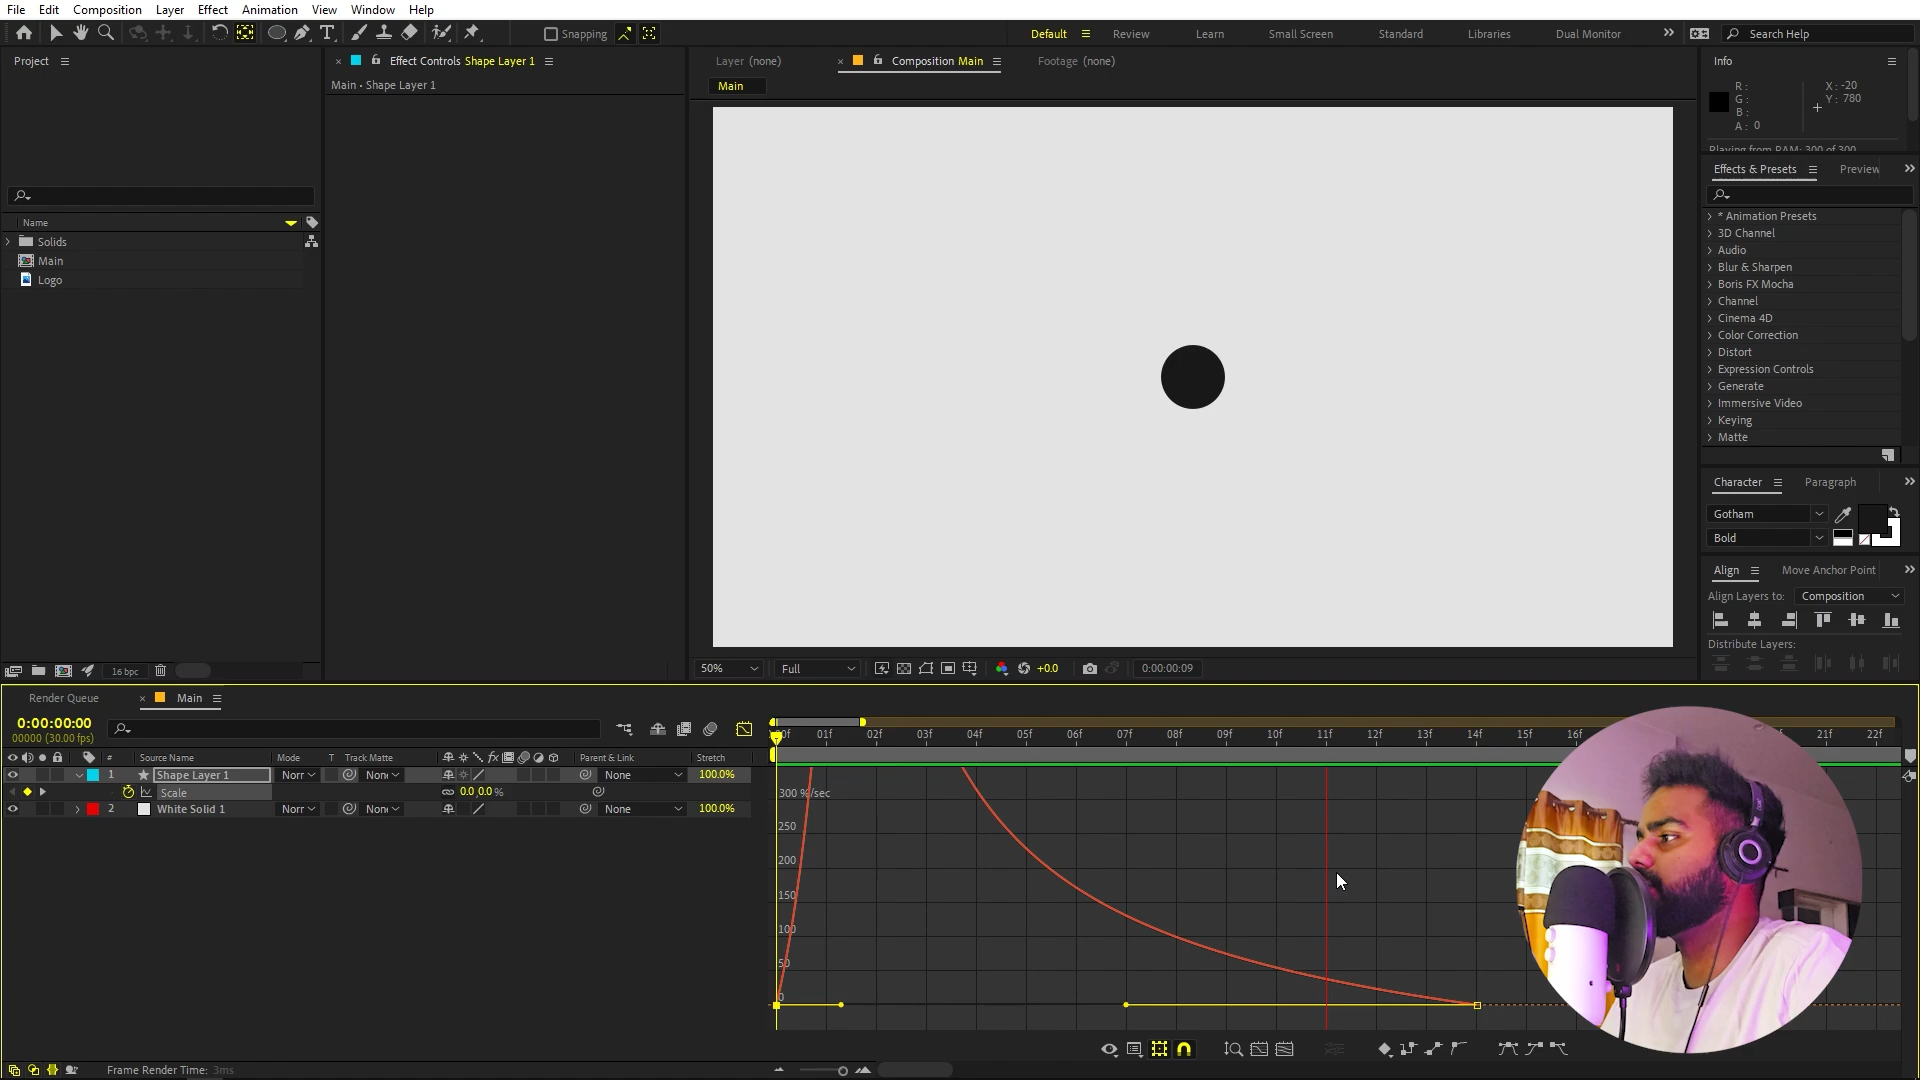 File Edit Composition Layer Effect Animation View Window Help
Snapping Default Review Learn Small Screen Standard Libraries Dual Monitor Search Help
Project Effect Controls Shape Layer 1 Layer (none) Composition Main Footage (none) Info
Main • Shape Layer 1 Main
R: X: -20
G: Y: 780
B:
A: 0
Playing from RAM: 300 of 300
Effects & Presets Preview
* Animation Presets
3D Channel
Audio
Blur & Sharpen
Boris FX Mocha
Channel
Cinema 4D
Color Correction
Distort
Expression Controls
Generate
Immersive Video
Keying
Matte
Name
Solids
Main
Logo
Character Paragraph
Gotham
Bold
Align Move Anchor Point
Align Layers to: Composition
Distribute Layers:
16 bpc
50% Full +0.0 0:00:00:09
Render Queue Main
0:00:00:00
00000 (30.00 fps)
# Source Name Mode T Track Matte Parent & Link Stretch
1 Shape Layer 1 Norr None None 100.0%
Scale 0.0,0.0 %
2 White Solid 1 Norr None None 100.0%
01f 02f 03f 04f 05f 06f 07f 08f 09f 10f 11f 12f 13f 14f 15f 16f 21f 22f
300 %/sec
250
200
150
100
50
0
Frame Render Time: 3ms